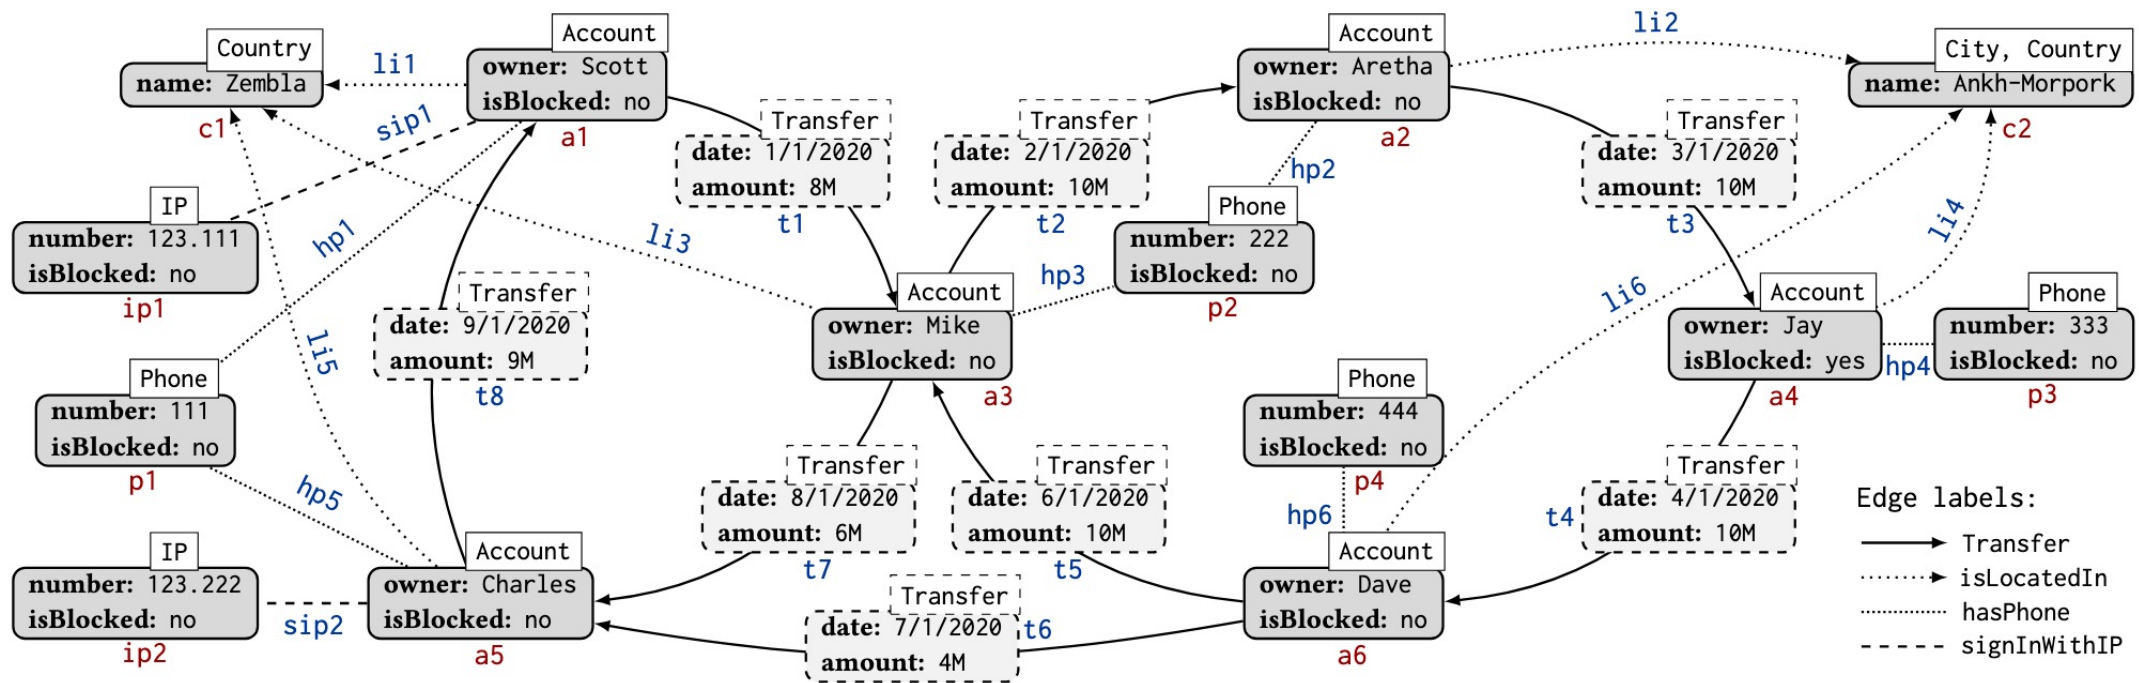 Country
name: Zembla
c1
li1
Account
owner: Scott
isBlocked: no
a1
sip1
Transfer
date: 1/1/2020
amount: 8M
t1
Transfer
date: 2/1/2020
amount: 10M
t2
Account
owner: Aretha
isBlocked: no
a2
li2
City, Country
name: Ankh-Morpork
c2
Transfer
date: 3/1/2020
amount: 10M
t3
hp2
IP
number: 123.111
isBlocked: no
ip1
hp1
li3
hp3
Phone
number: 222
isBlocked: no
p2
li4
li6
Transfer
date: 9/1/2020
amount: 9M
t8
li5
Account
owner: Mike
isBlocked: no
a3
Account
owner: Jay
isBlocked: yes
a4
hp4
Phone
number: 333
isBlocked: no
p3
Phone
number: 111
isBlocked: no
p1
hp5
Phone
number: 444
isBlocked: no
p4
hp6
Transfer
date: 8/1/2020
amount: 6M
t7
Transfer
date: 6/1/2020
amount: 10M
t5
Transfer
date: 4/1/2020
amount: 10M
t4
IP
number: 123.222
isBlocked: no
ip2
sip2
Account
owner: Charles
isBlocked: no
a5
Transfer
date: 7/1/2020
amount: 4M
t6
Account
owner: Dave
isBlocked: no
a6
Edge labels:
Transfer
isLocatedIn
hasPhone
signInWithIP